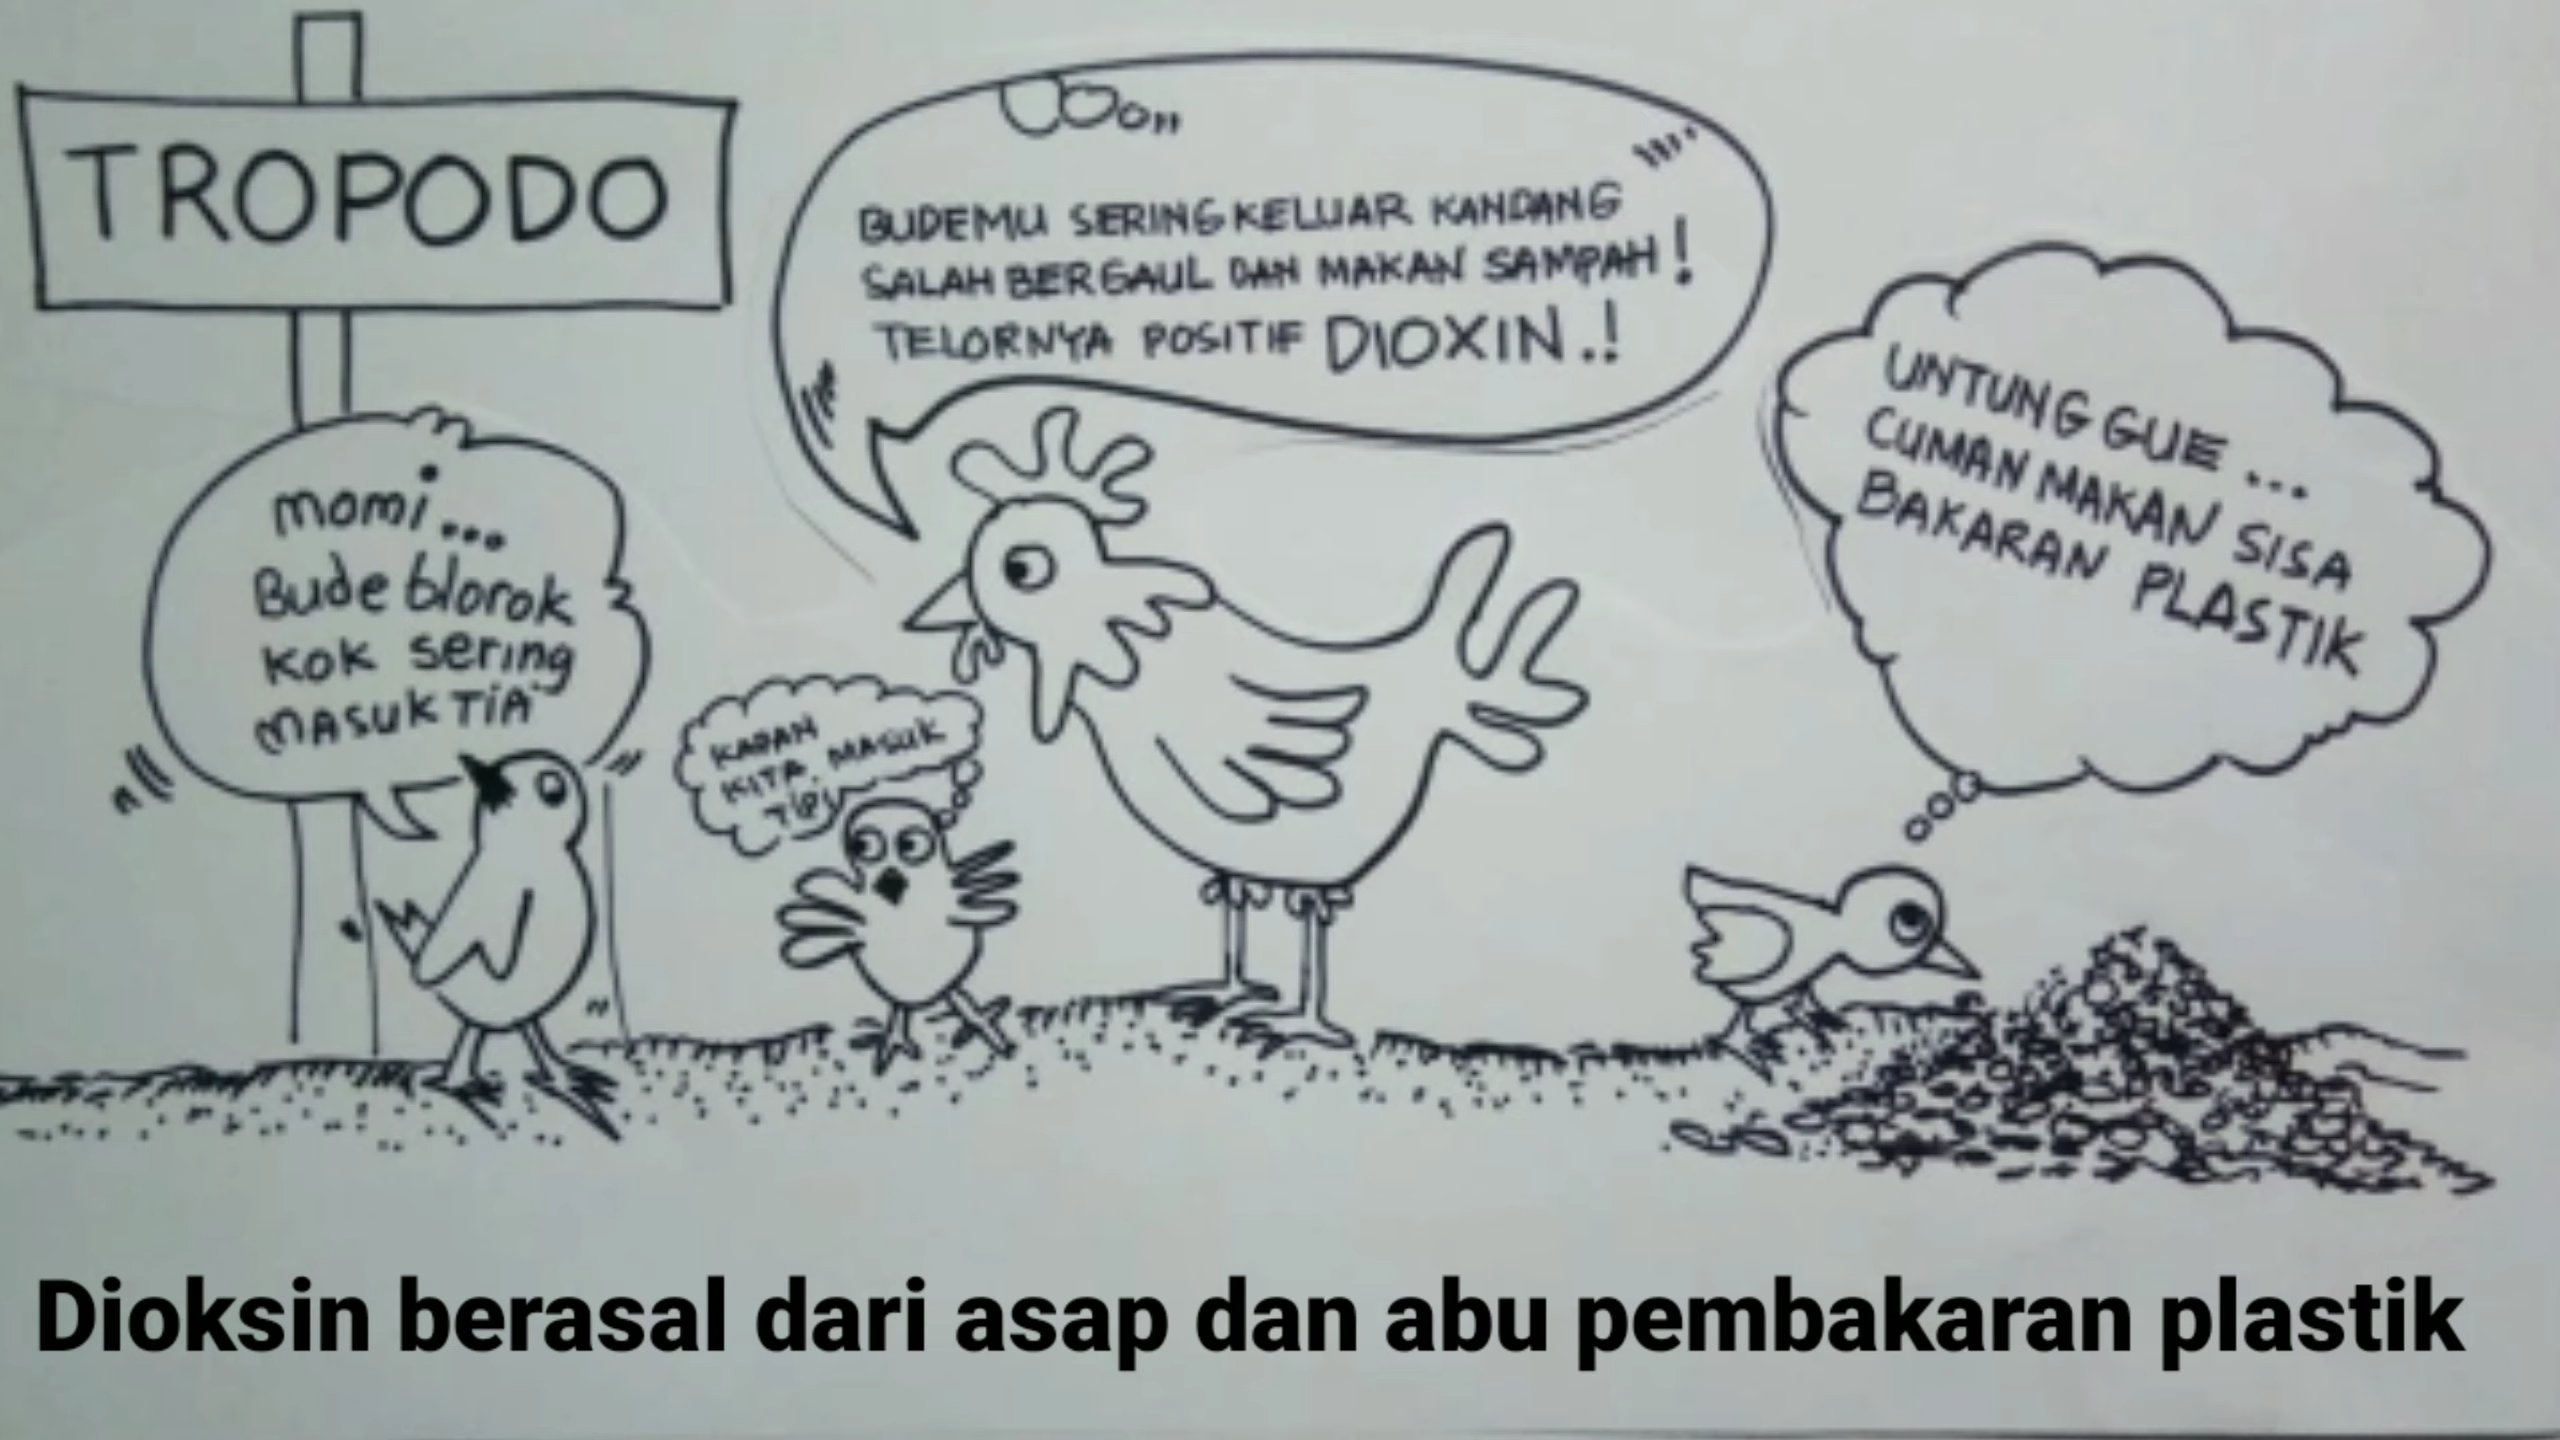 TROPODO
momi...
Bude blorok
kok sering
MASUK TiA
BUDEMU SERING KELUAR KANDANG
SALAH BERGAUL DAN MAKAN SAMPAH!
TELORNYA POSITIF DIOXIN.!
KAPAN
KITA MASUK
TIPI
UNTUNG GUE...
CUMAN MAKAN SISA
BAKARAN PLASTIK
Dioksin berasal dari asap dan abu pembakaran plastik